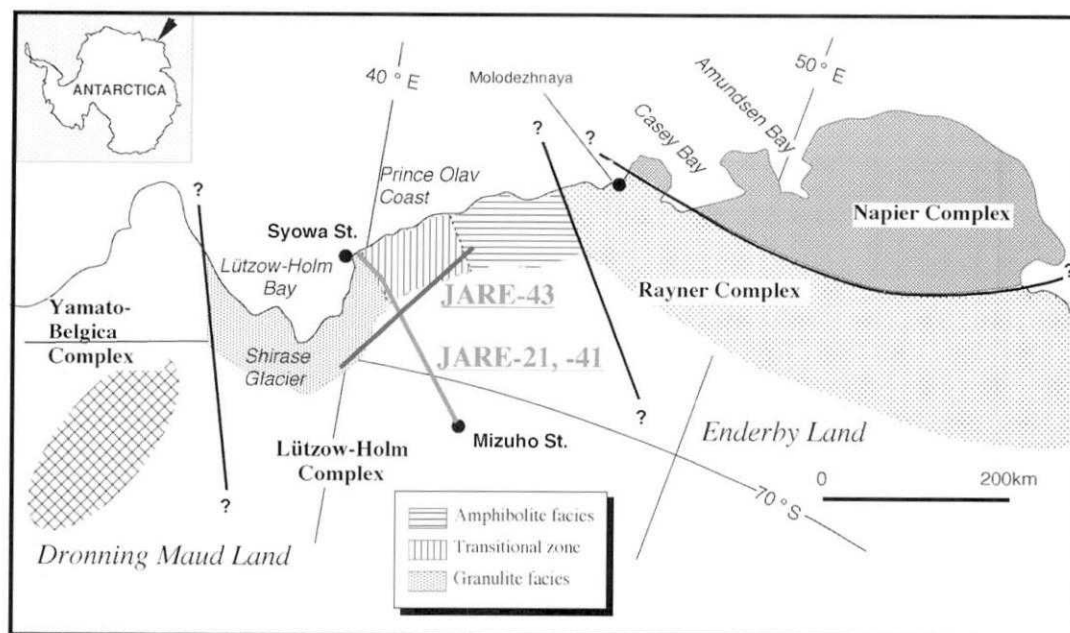 ANTARCTICA
40 ° E
Molodezhnaya
50 ° E
Amundsen Bay
Casey Bay
?
?
?
Prince Olav
Coast
Napier Complex
Syowa St.
Lützow-Holm
Bay
?
Rayner Complex
JARE-43
Yamato-
Belgica
Complex
Shirase
Glacier
JARE-21, -41
?
Enderby Land
Mizuho St.
Lützow-Holm
Complex
0 200km
?
70 ° S
Amphibolite facies
Transitional zone
Granulite facies
Dronning Maud Land